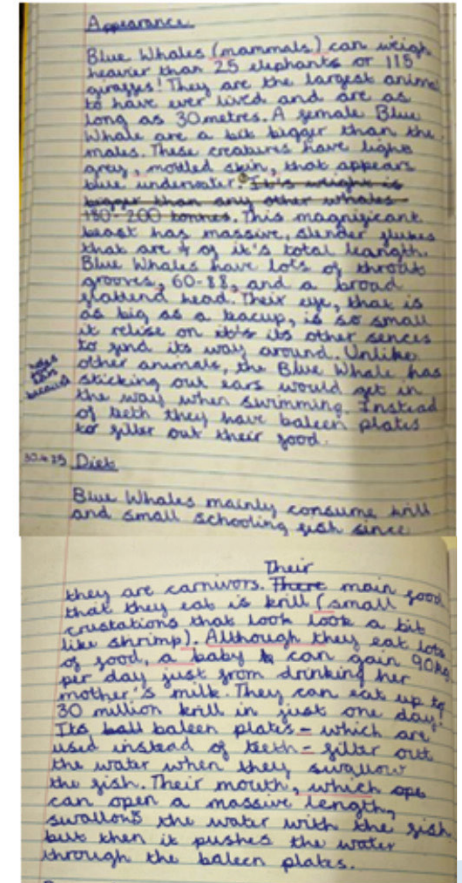 Appearance
Blue Whales (mammals) can weigh
heavier than 25 elephants or 115
giraffes! They are the largest animal
to have ever lived and are as
long as 30 metres. A female Blue
Whale are a bit bigger than the
males. These creatures have light
grey, mottled skin, that appears
blue underwater. It's weight is
bigger than any other whales
150-200 tonnes. This magnificant
beast has massive, slender flukes
that are of it's total leangth.
Blue Whales have lots of throat
grooves, 60-88, and a broad
flattend head. Their eye, that is
as big as a teacup, is so small
it relise on it's its other sences
to find its way around. Unlike
other animals, the Blue Whale has
sticking out ears would get in
the way when swimming. Instead
of teeth they have baleen plates
to filter out their food.
Diet
Blue Whales mainly consume krill
and small schooling fish since
Their
they are carnivors. There main food
that they eat is krill (small
crustations that look look a bit
like shrimp). Although they eat lots
of food, a baby can gain 90kg
per day just from drinking her
mother's milk. They can eat up to
30 million krill in just one day!
Its ball baleen plates - which are
used instead of teeth - filter out
the water when they swallow
the fish. Their mouth, which ope
can open a massive length,
swallows the water with the fish
but then it pushes the water
through the baleen plates.